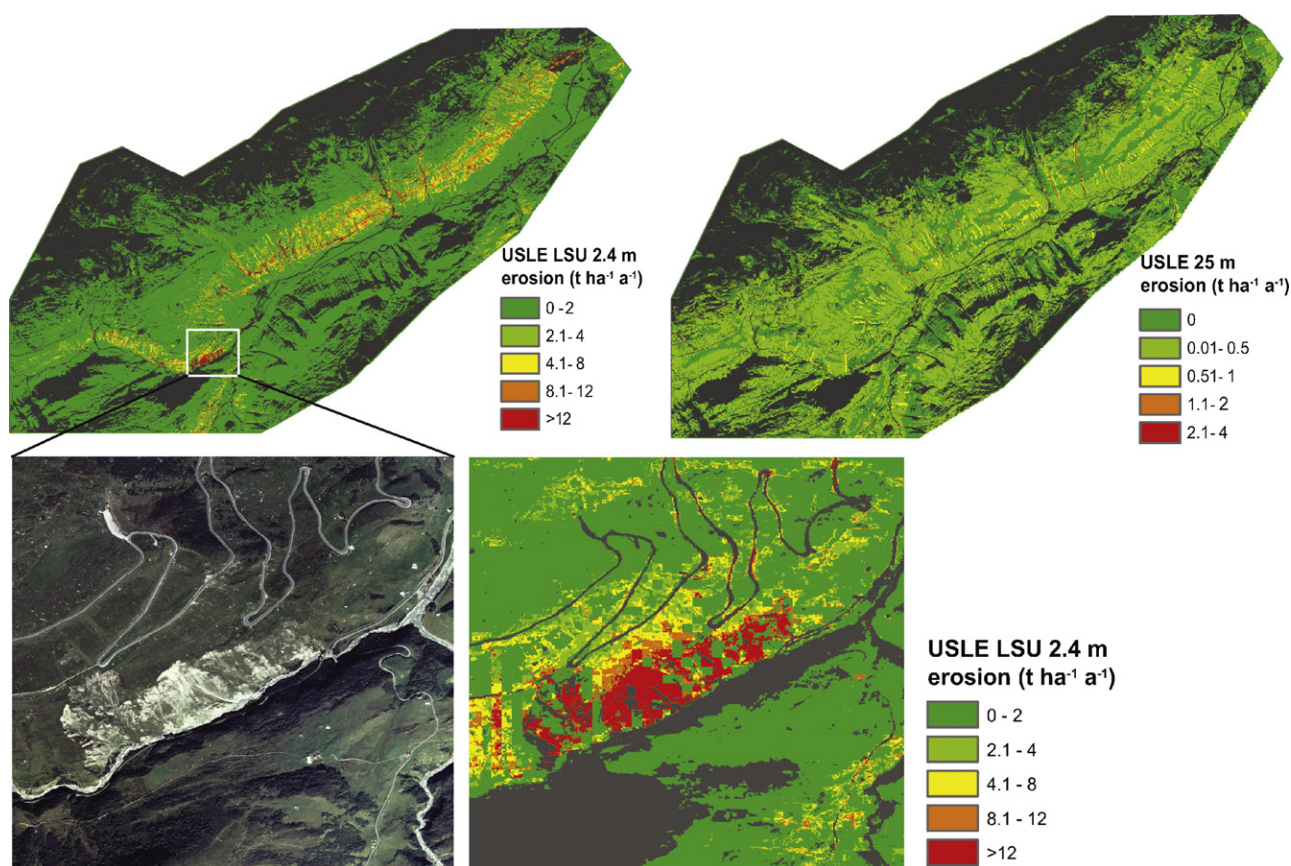 USLE LSU 2.4 m
erosion (t ha⁻¹ a⁻¹)
0 -2
2.1- 4
4.1- 8
8.1- 12
>12
USLE 25 m
erosion (t ha⁻¹ a⁻¹)
0
0.01- 0.5
0.51- 1
1.1- 2
2.1- 4
USLE LSU 2.4 m
erosion (t ha⁻¹ a⁻¹)
0 - 2
2.1 - 4
4.1 - 8
8.1 - 12
>12